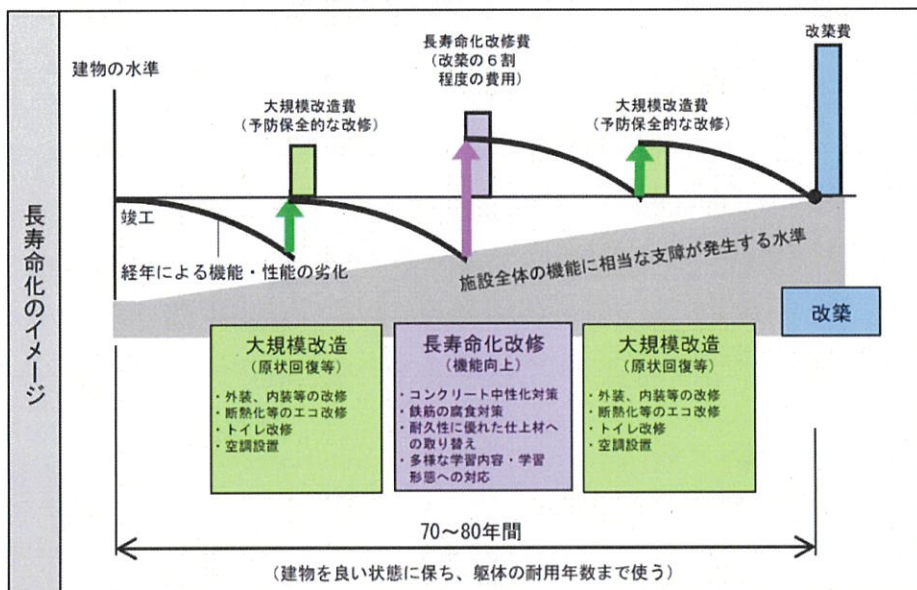 長寿命化のイメージ
建物の水準
大規模改造費
（予防保全的な改修）
長寿命化改修費
（改築の６割
程度の費用）
大規模改造費
（予防保全的な改修）
改築費
竣工
経年による機能・性能の劣化
施設全体の機能に相当な支障が発生する水準
改築
大規模改造
（原状回復等）
・外装、内装等の改修
・断熱化等のエコ改修
・トイレ改修
・空調設置
長寿命化改修
（機能向上）
・コンクリート中性化対策
・鉄筋の腐食対策
・耐久性に優れた仕上材へ
の取り替え
・多様な学習内容・学習
形態への対応
大規模改造
（原状回復等）
・外装、内装等の改修
・断熱化等のエコ改修
・トイレ改修
・空調設置
70～80年間
（建物を良い状態に保ち、躯体の耐用年数まで使う）